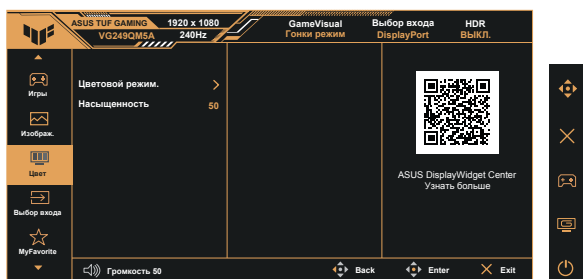 ASUS TUF GAMING 1920 x 1080
VG249QM5A 240Hz
GameVisual
Гонки режим
Выбор входа
DisplayPort
HDR
ВЫКЛ.
Игры
Изображ.
Цвет
Выбор входа
MyFavorite
Цветовой режим.
Насыщенность 50
ASUS DisplayWidget Center
Узнать больше
Громкость 50
Back
Enter
Exit